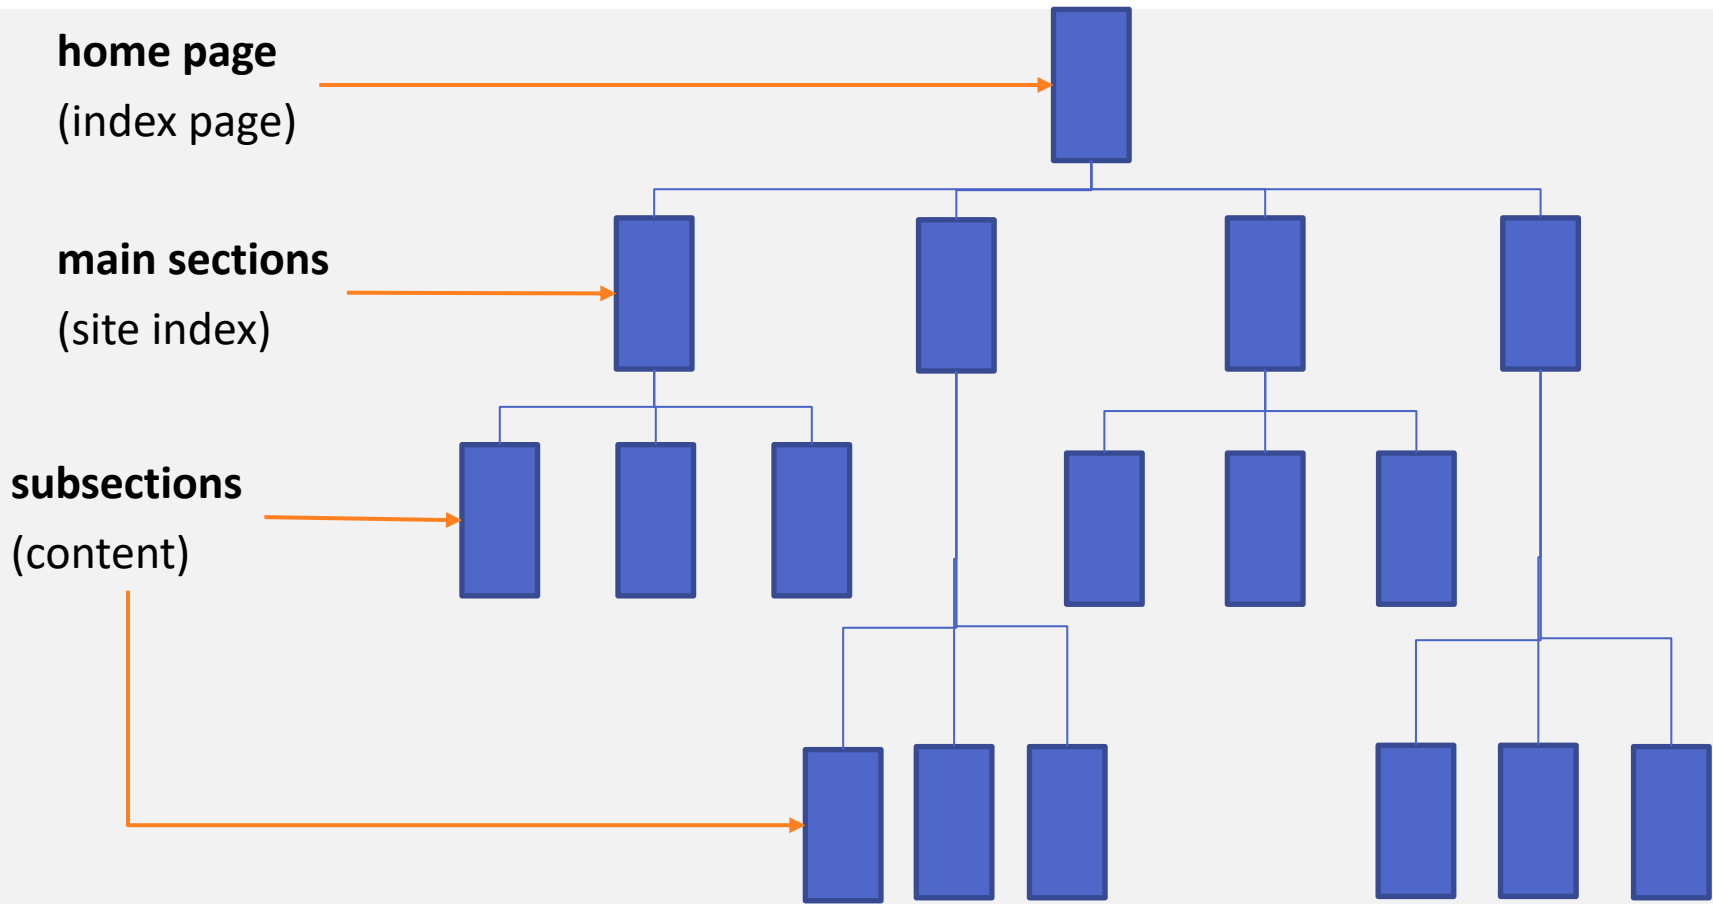 home page
(index page)
main sections
(site index)
subsections
(content)